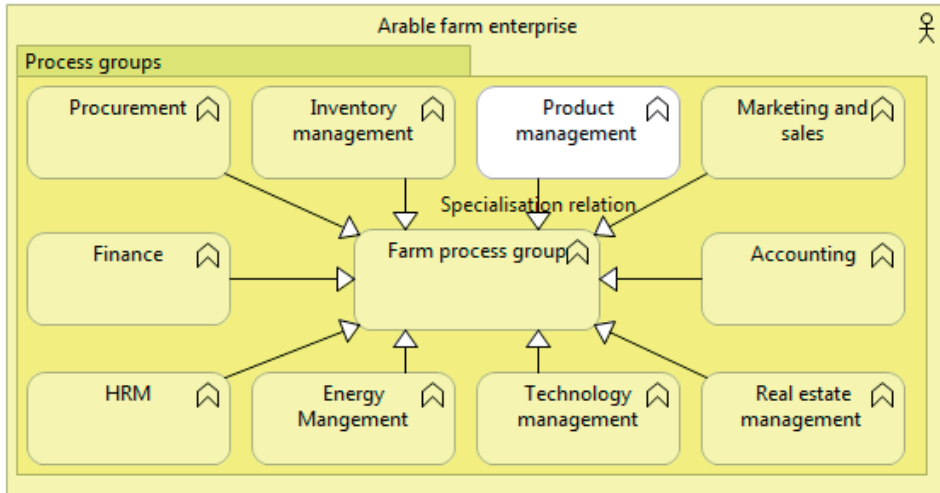 Arable farm enterprise
Process groups
Procurement
Inventory
management
Product
management
Marketing and
sales
Specialisation relation
Finance
Farm process group
Accounting
HRM
Energy
Mangement
Technology
management
Real estate
management